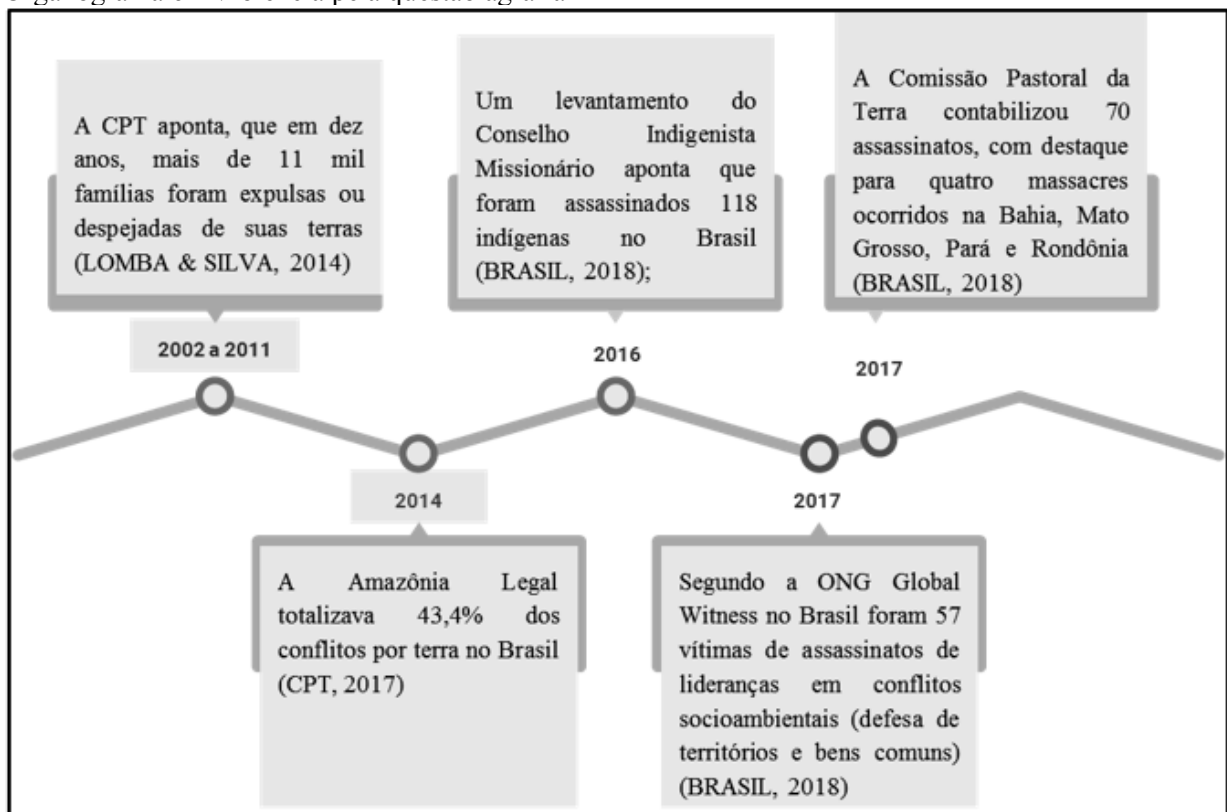 A CPT aponta, que em dez
anos, mais de 11 mil
famílias foram expulsas ou
despejadas de suas terras
(LOMBA & SILVA, 2014)
2002 a 2011
A Amazônia Legal
totalizava 43,4% dos
conflitos por terra no Brasil
(CPT, 2017)
2014
Um levantamento do
Conselho Indigenista
Missionário aponta que
foram assassinados 118
indígenas no Brasil
(BRASIL, 2018);
2016
2017
Segundo a ONG Global
Witness no Brasil foram 57
vítimas de assassinatos de
lideranças em conflitos
socioambientais (defesa de
territórios e bens comuns)
(BRASIL, 2018)
A Comissão Pastoral da
Terra contabilizou 70
assassinatos, com destaque
para quatro massacres
ocorridos na Bahia, Mato
Grosso, Pará e Rondônia
(BRASIL, 2018)
2017